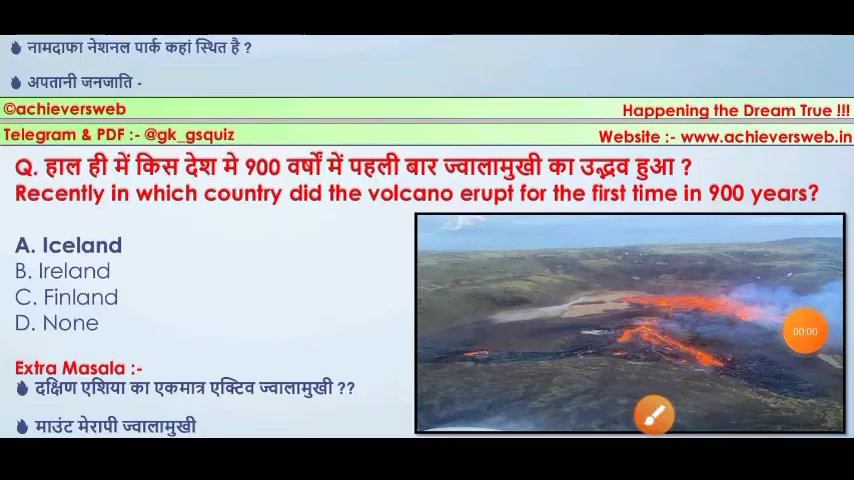 नामदाफा नेशनल पार्क कहां स्थित है ?
अपतानी जनजाति -
©achieversweb
Happening the Dream True !!!
Telegram & PDF :- @gk_gsquiz
Website :- www.achieversweb.in
Q. हाल ही में किस देश मे 900 वर्षों में पहली बार ज्वालामुखी का उद्भव हुआ ?
Recently in which country did the volcano erupt for the first time in 900 years?
A. Iceland
B. Ireland
C. Finland
D. None
00:00
Extra Masala :-
दक्षिण एशिया का एकमात्र एक्टिव ज्वालामुखी ??
माउंट मेरापी ज्वालामुखी